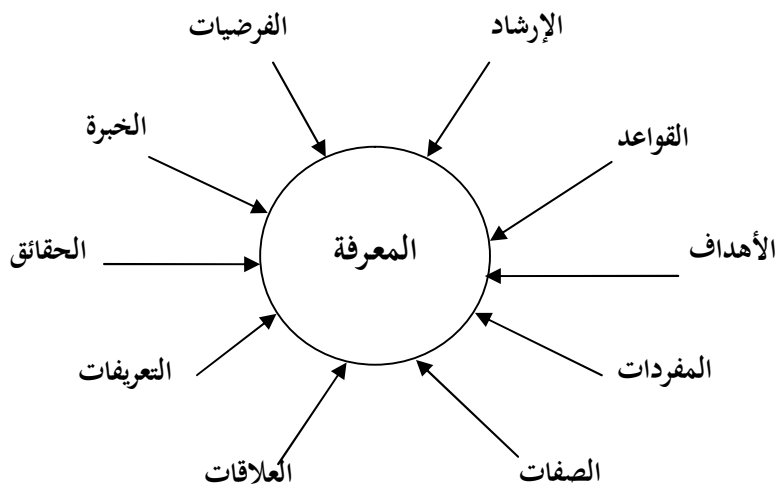 الإرشاد
الفرضيات
القواعد
الخبرة
الأهداف
المعرفة
الحقائق
المفردات
التعريفات
الصفات
العلاقات